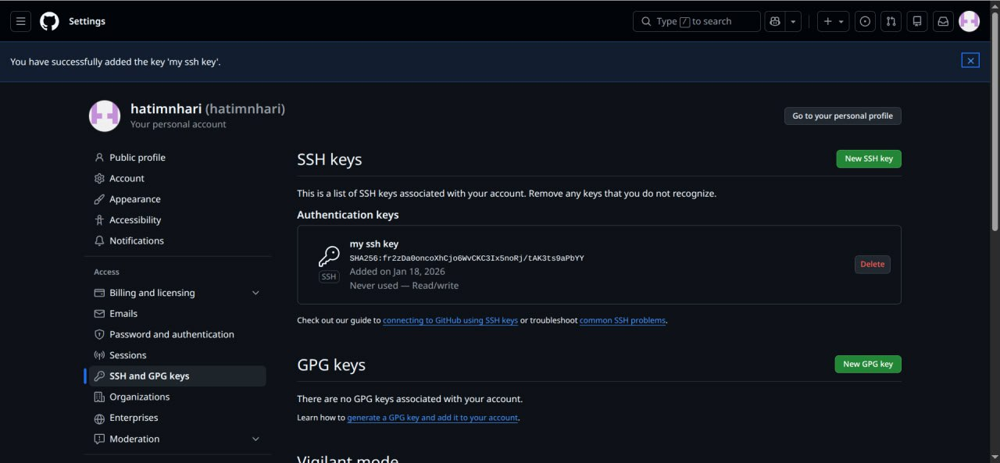 Settings
Type / to search
You have successfully added the key 'my ssh key'.
hatimnhari (hatimnhari)
Your personal account
Go to your personal profile
Public profile
Account
Appearance
Accessibility
Notifications
Access
Billing and licensing
Emails
Password and authentication
Sessions
SSH and GPG keys
Organizations
Enterprises
Moderation
SSH keys
New SSH key
This is a list of SSH keys associated with your account. Remove any keys that you do not recognize.
Authentication keys
my ssh key
SHA256:fr2zDa0oncoXhCjo6WvCKC3Ix5noRj/tAK3ts9aPbYY
SSH
Added on Jan 18, 2026
Never used — Read/write
Delete
Check out our guide to connecting to GitHub using SSH keys or troubleshoot common SSH problems.
GPG keys
New GPG key
There are no GPG keys associated with your account.
Learn how to generate a GPG key and add it to your account.
Vigilant mode